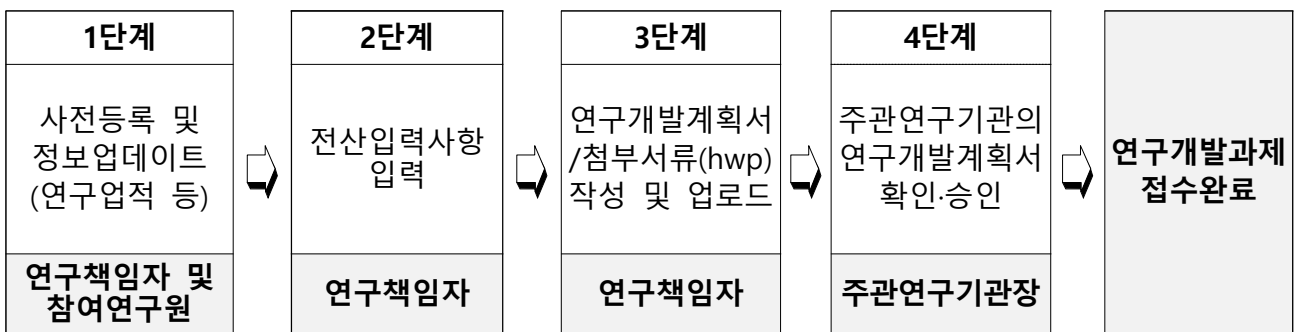 1단계
사전등록 및
정보업데이트
(연구업적 등)
연구책임자 및
참여연구원
2단계
전산입력사항
입력
연구책임자
3단계
연구개발계획서
/첨부서류(hwp)
작성 및 업로드
연구책임자
4단계
주관연구기관의
연구개발계획서
확인·승인
주관연구기관장
연구개발과제
접수완료